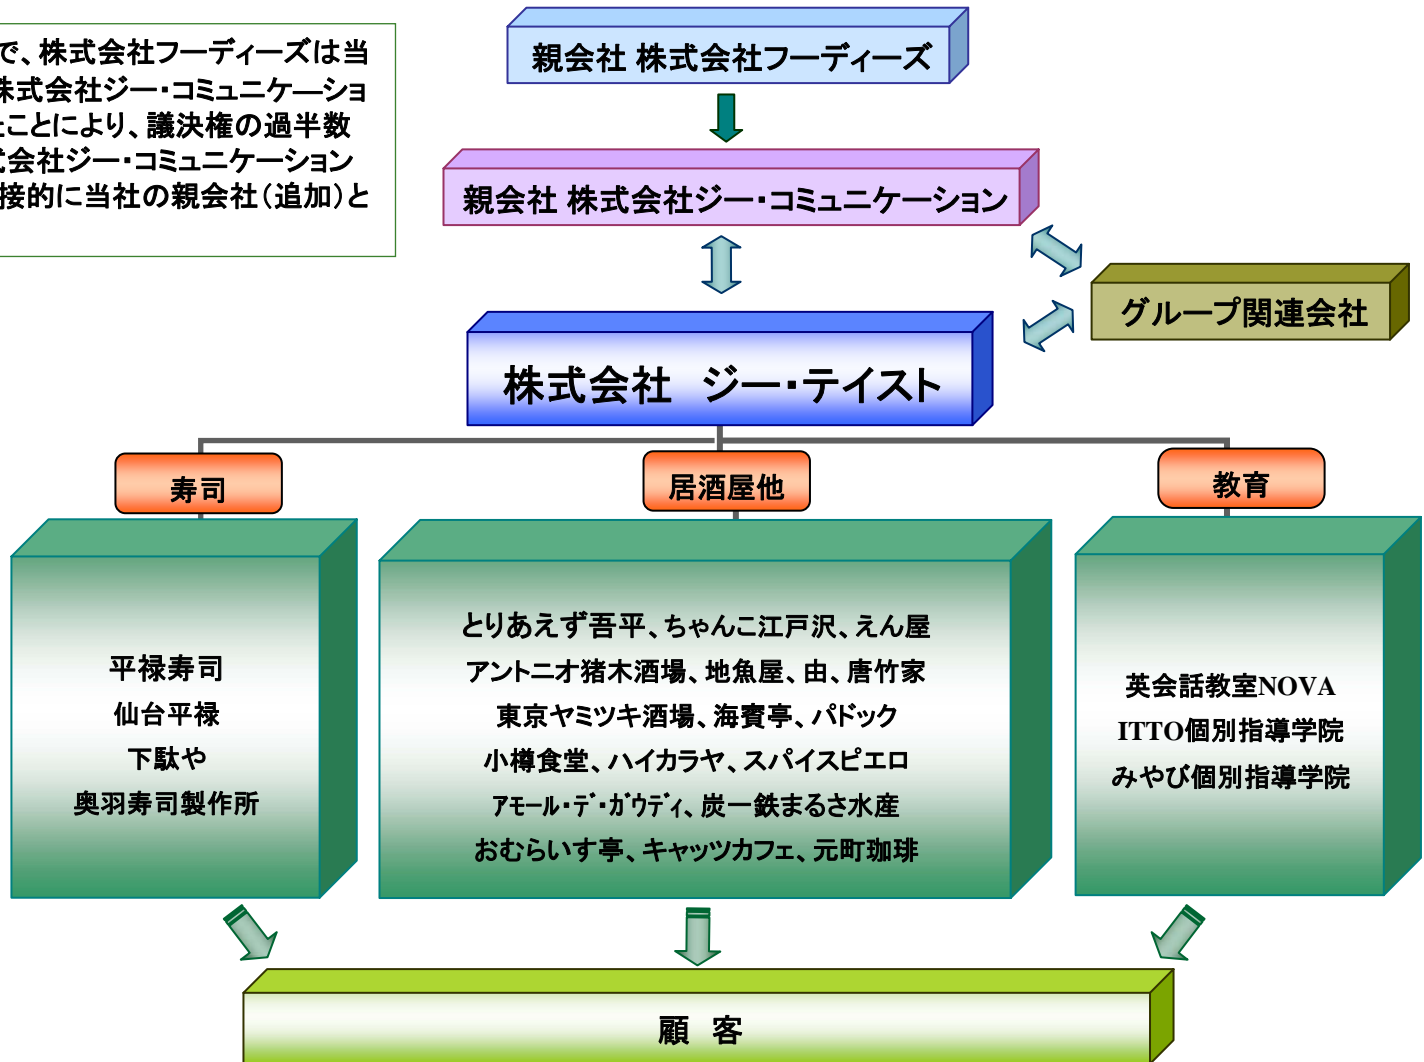 で、株式会社フーディーズは当
株式会社ジー・コミュニケ―ショ
たことにより、議決権の過半数
式会社ジー・コミュニケーション
接的に当社の親会社（追加）と
親会社 株式会社フーディーズ
親会社 株式会社ジー・コミュニケーション
グループ関連会社
株式会社　ジー・テイスト
寿司
居酒屋他
教育
平禄寿司
仙台平禄
下駄や
奥羽寿司製作所
とりあえず吾平、ちゃんこ江戸沢、えん屋
アントニオ猪木酒場、地魚屋、由、唐竹家
東京ヤミツキ酒場、海賓亭、パドック
小樽食堂、ハイカラヤ、スパイスピエロ
ｱﾓｰﾙ・ﾃﾞ・ｶﾞｳﾃﾞｨ、炭一鉄まるさ水産
おむらいす亭、キャッツカフェ、元町珈琲
英会話教室NOVA
ITTO個別指導学院
みやび個別指導学院
顧　客